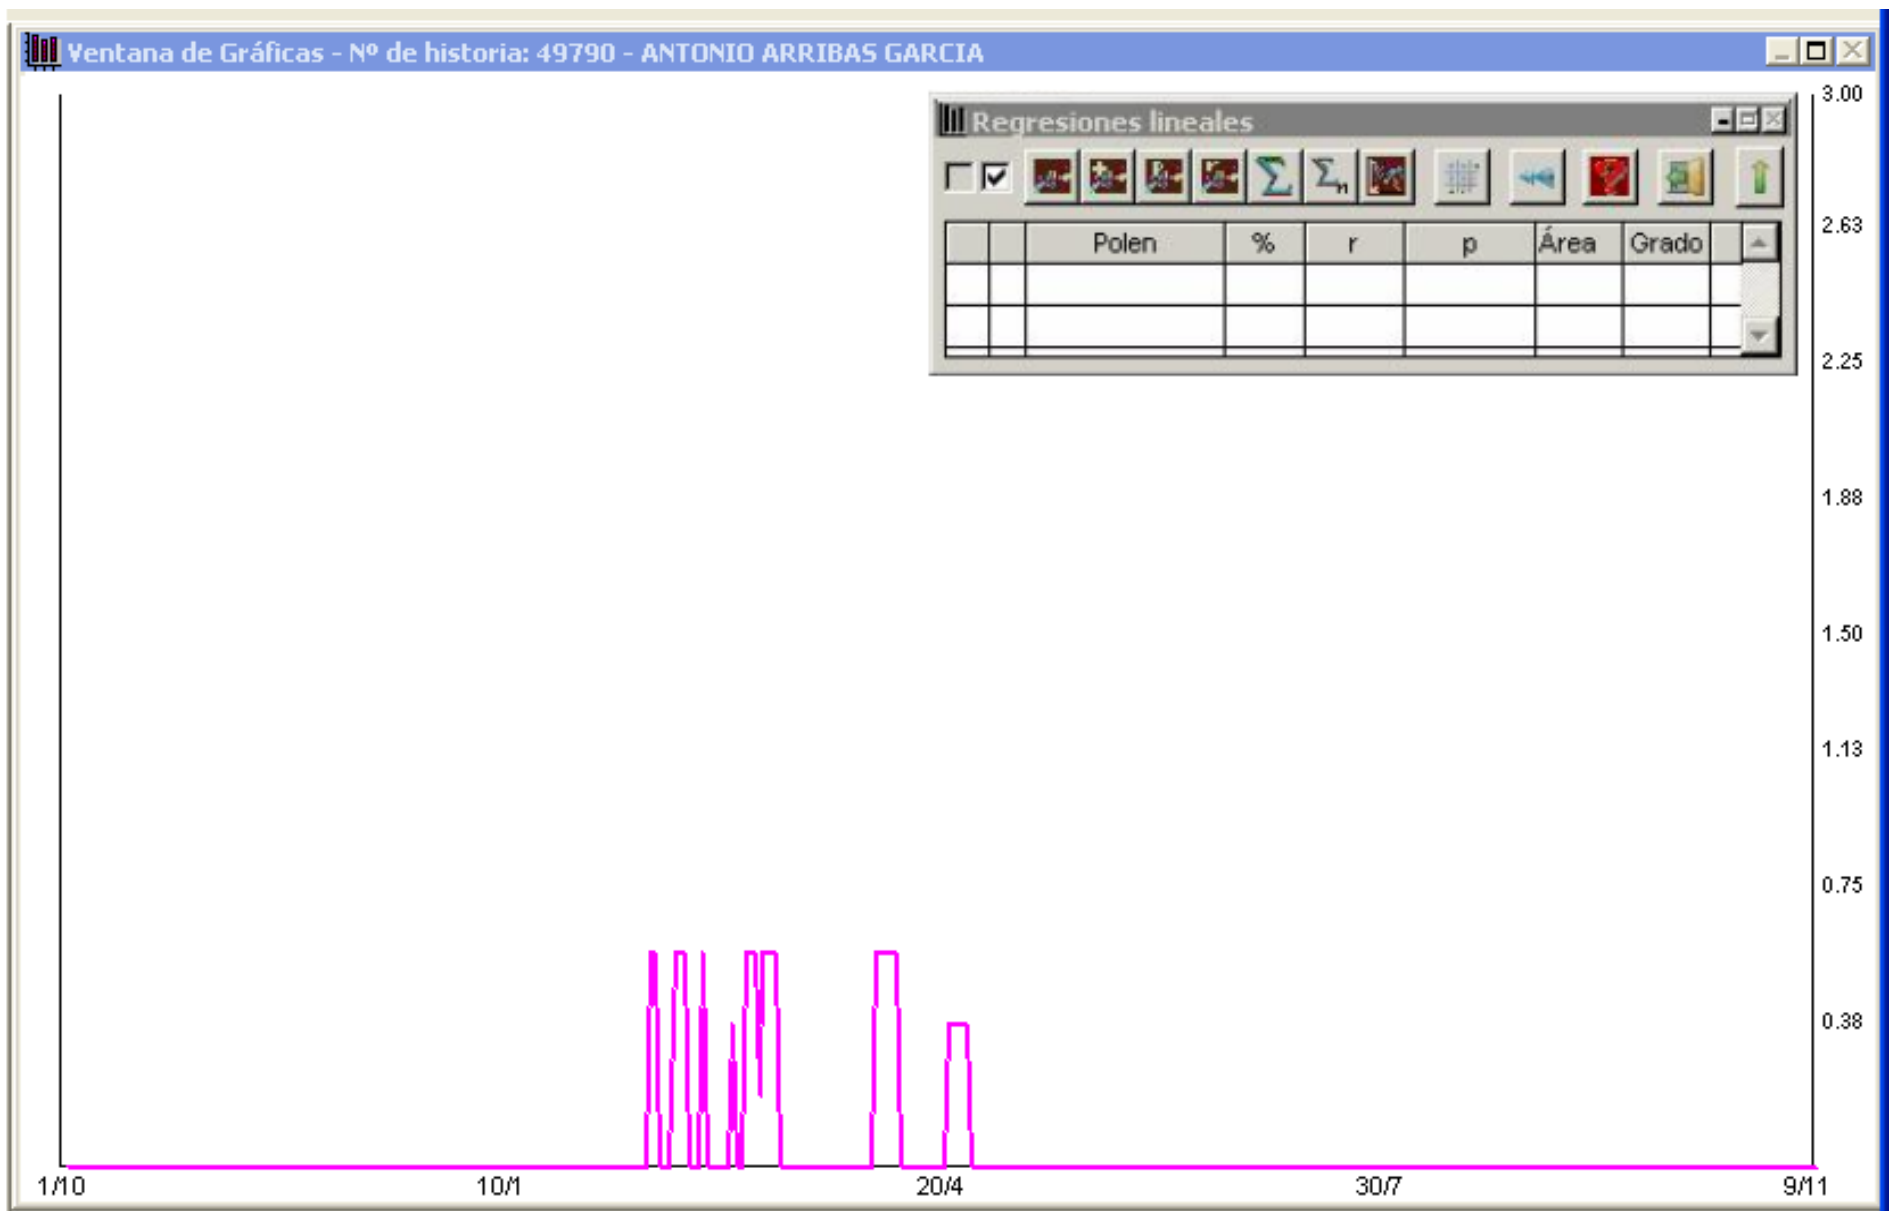 Ventana de Gráficas - Nº de historia: 49790 - ANTONIO ARRIBAS GARCIA
Regresiones lineales
Polen % r p Área Grado
3.00
2.63
2.25
1.88
1.50
1.13
0.75
0.38
1/10 10/1 20/4 30/7 9/11